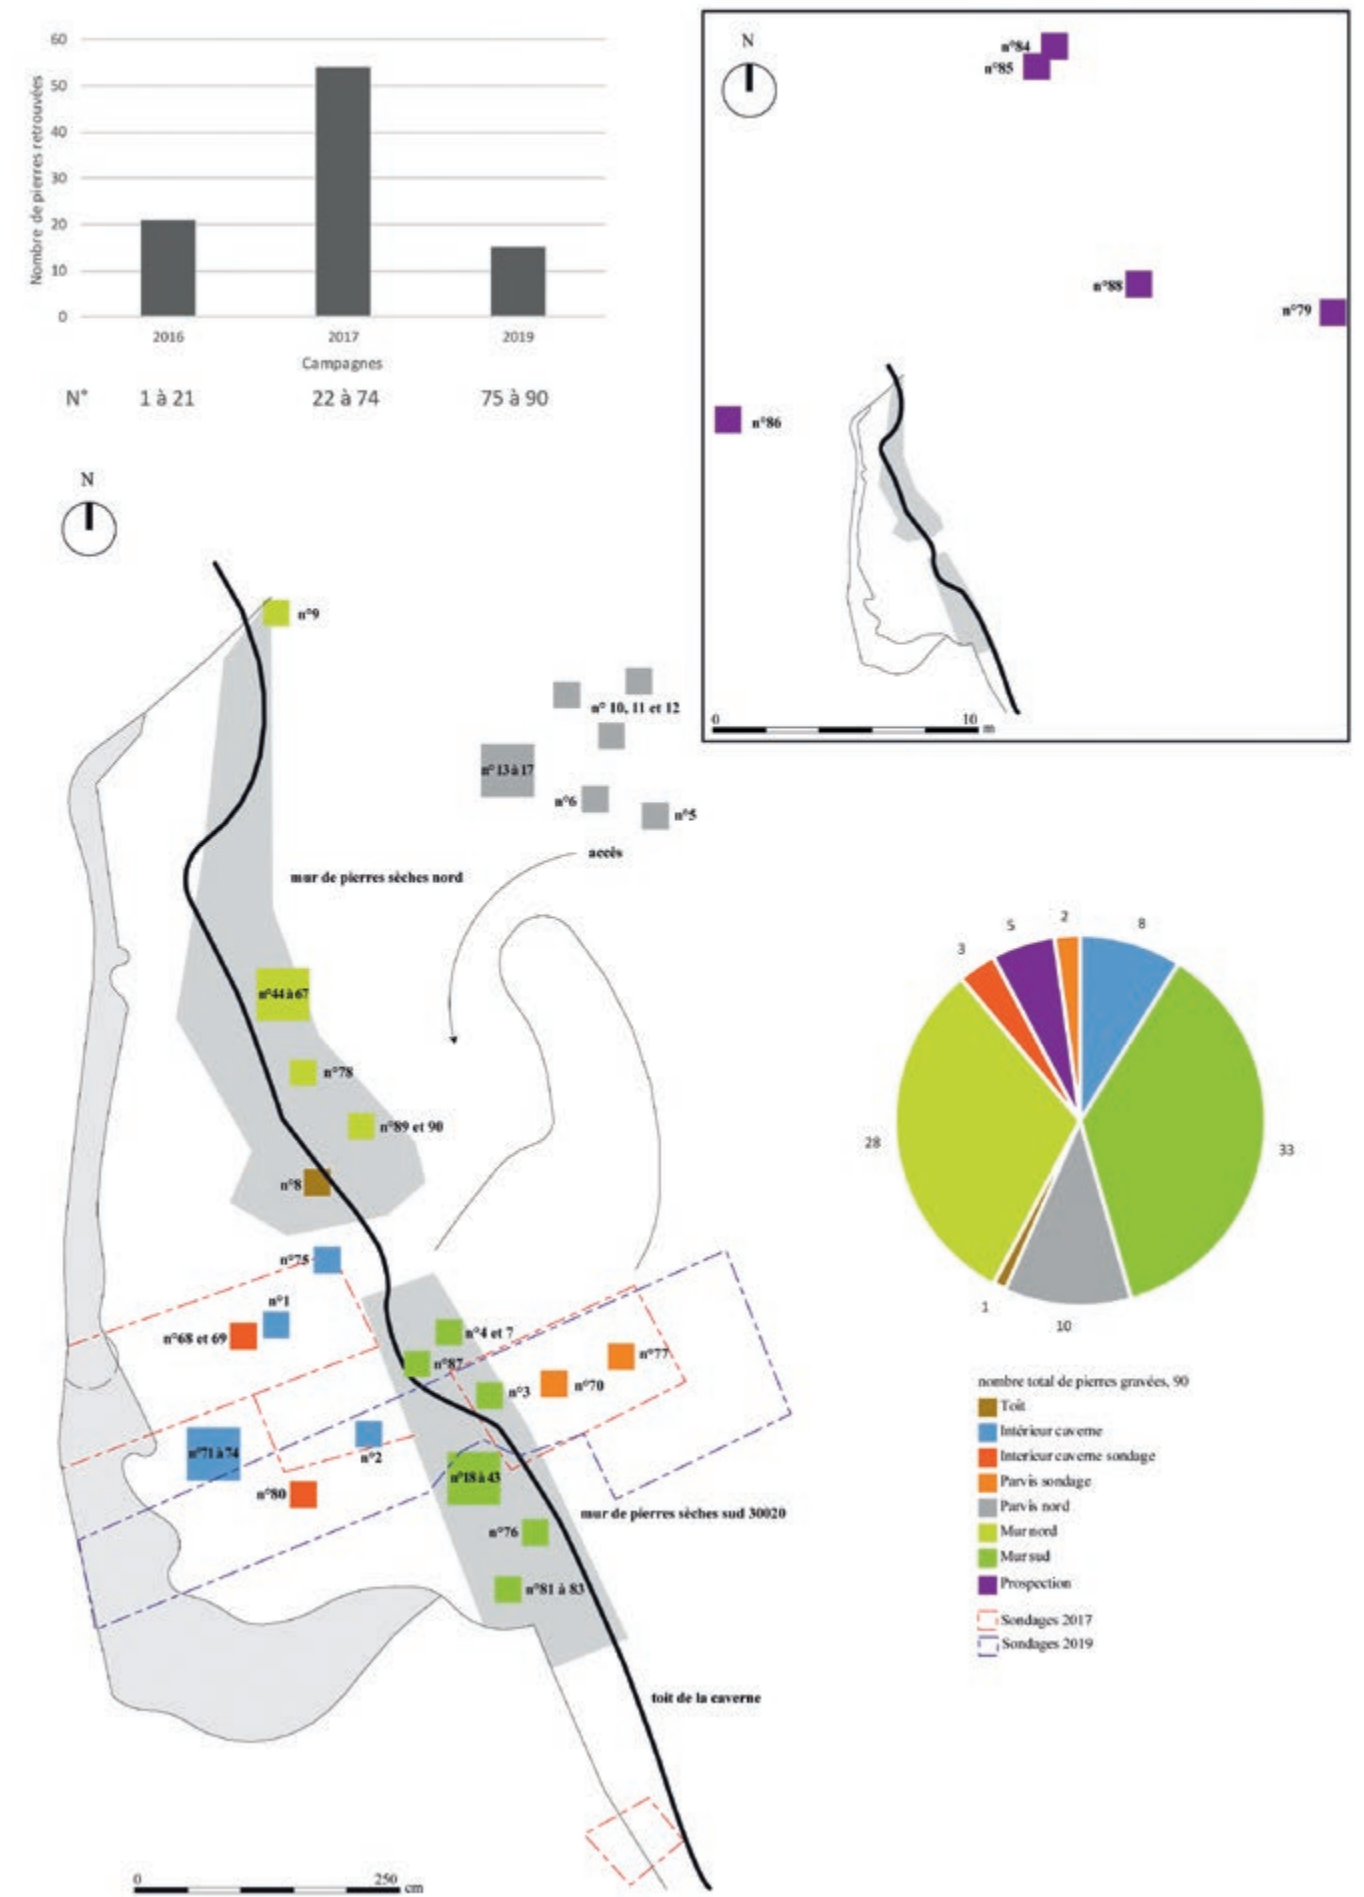 60
50
40
30
20
10
0
Nombre de pierres retrouvées
2016 2017 2019
Campagnes
N° 1 à 21 22 à 74 75 à 90
N
n°84
n°85
n°88
n°79
n°86
0 10 m
N
n°9
n° 10, 11 et 12
n° 13 à 17
n°6
n°5
accès
mur de pierres sèches nord
n°44 à 67
n°78
n°89 et 90
n°8
n°75
n°1
n°68 et 69
n°4 et 7
n°87
n°77
n°3
n°70
n°71 à 74
n°2
n°18 à 43
n°80
mur de pierres sèches sud 30020
n°76
n°81 à 83
toit de la caverne
0 250 cm
2
8
5
3
28
33
1
10
nombre total de pierres gravées, 90
Toit
Intérieur caverne
Interieur caverne sondage
Parvis sondage
Parvis nord
Mur nord
Mur sud
Prospection
Sondages 2017
Sondages 2019